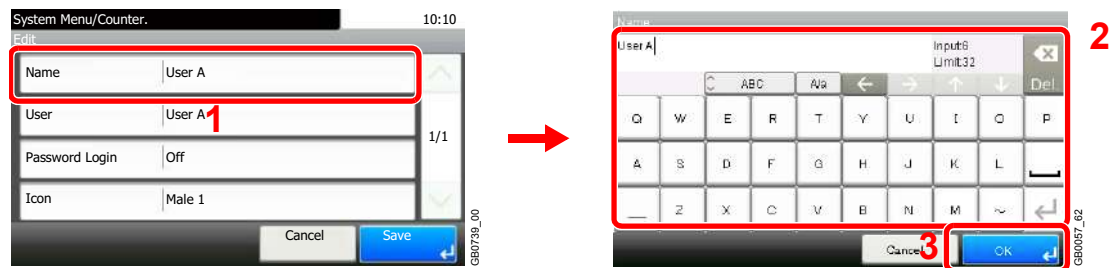 System Menu/Counter. 10:10
Edit
Name User A
User User A
1
1/1
Password Login Off
Icon Male 1
Cancel Save
GB0739_00
Name
2
User A Input:6
Limit:32
ABC A/a Del.
Q W E R T Y U I O P
A S D F G H J K L
_ Z X C V B N M ~
Cancel 3 OK
GB0057_62